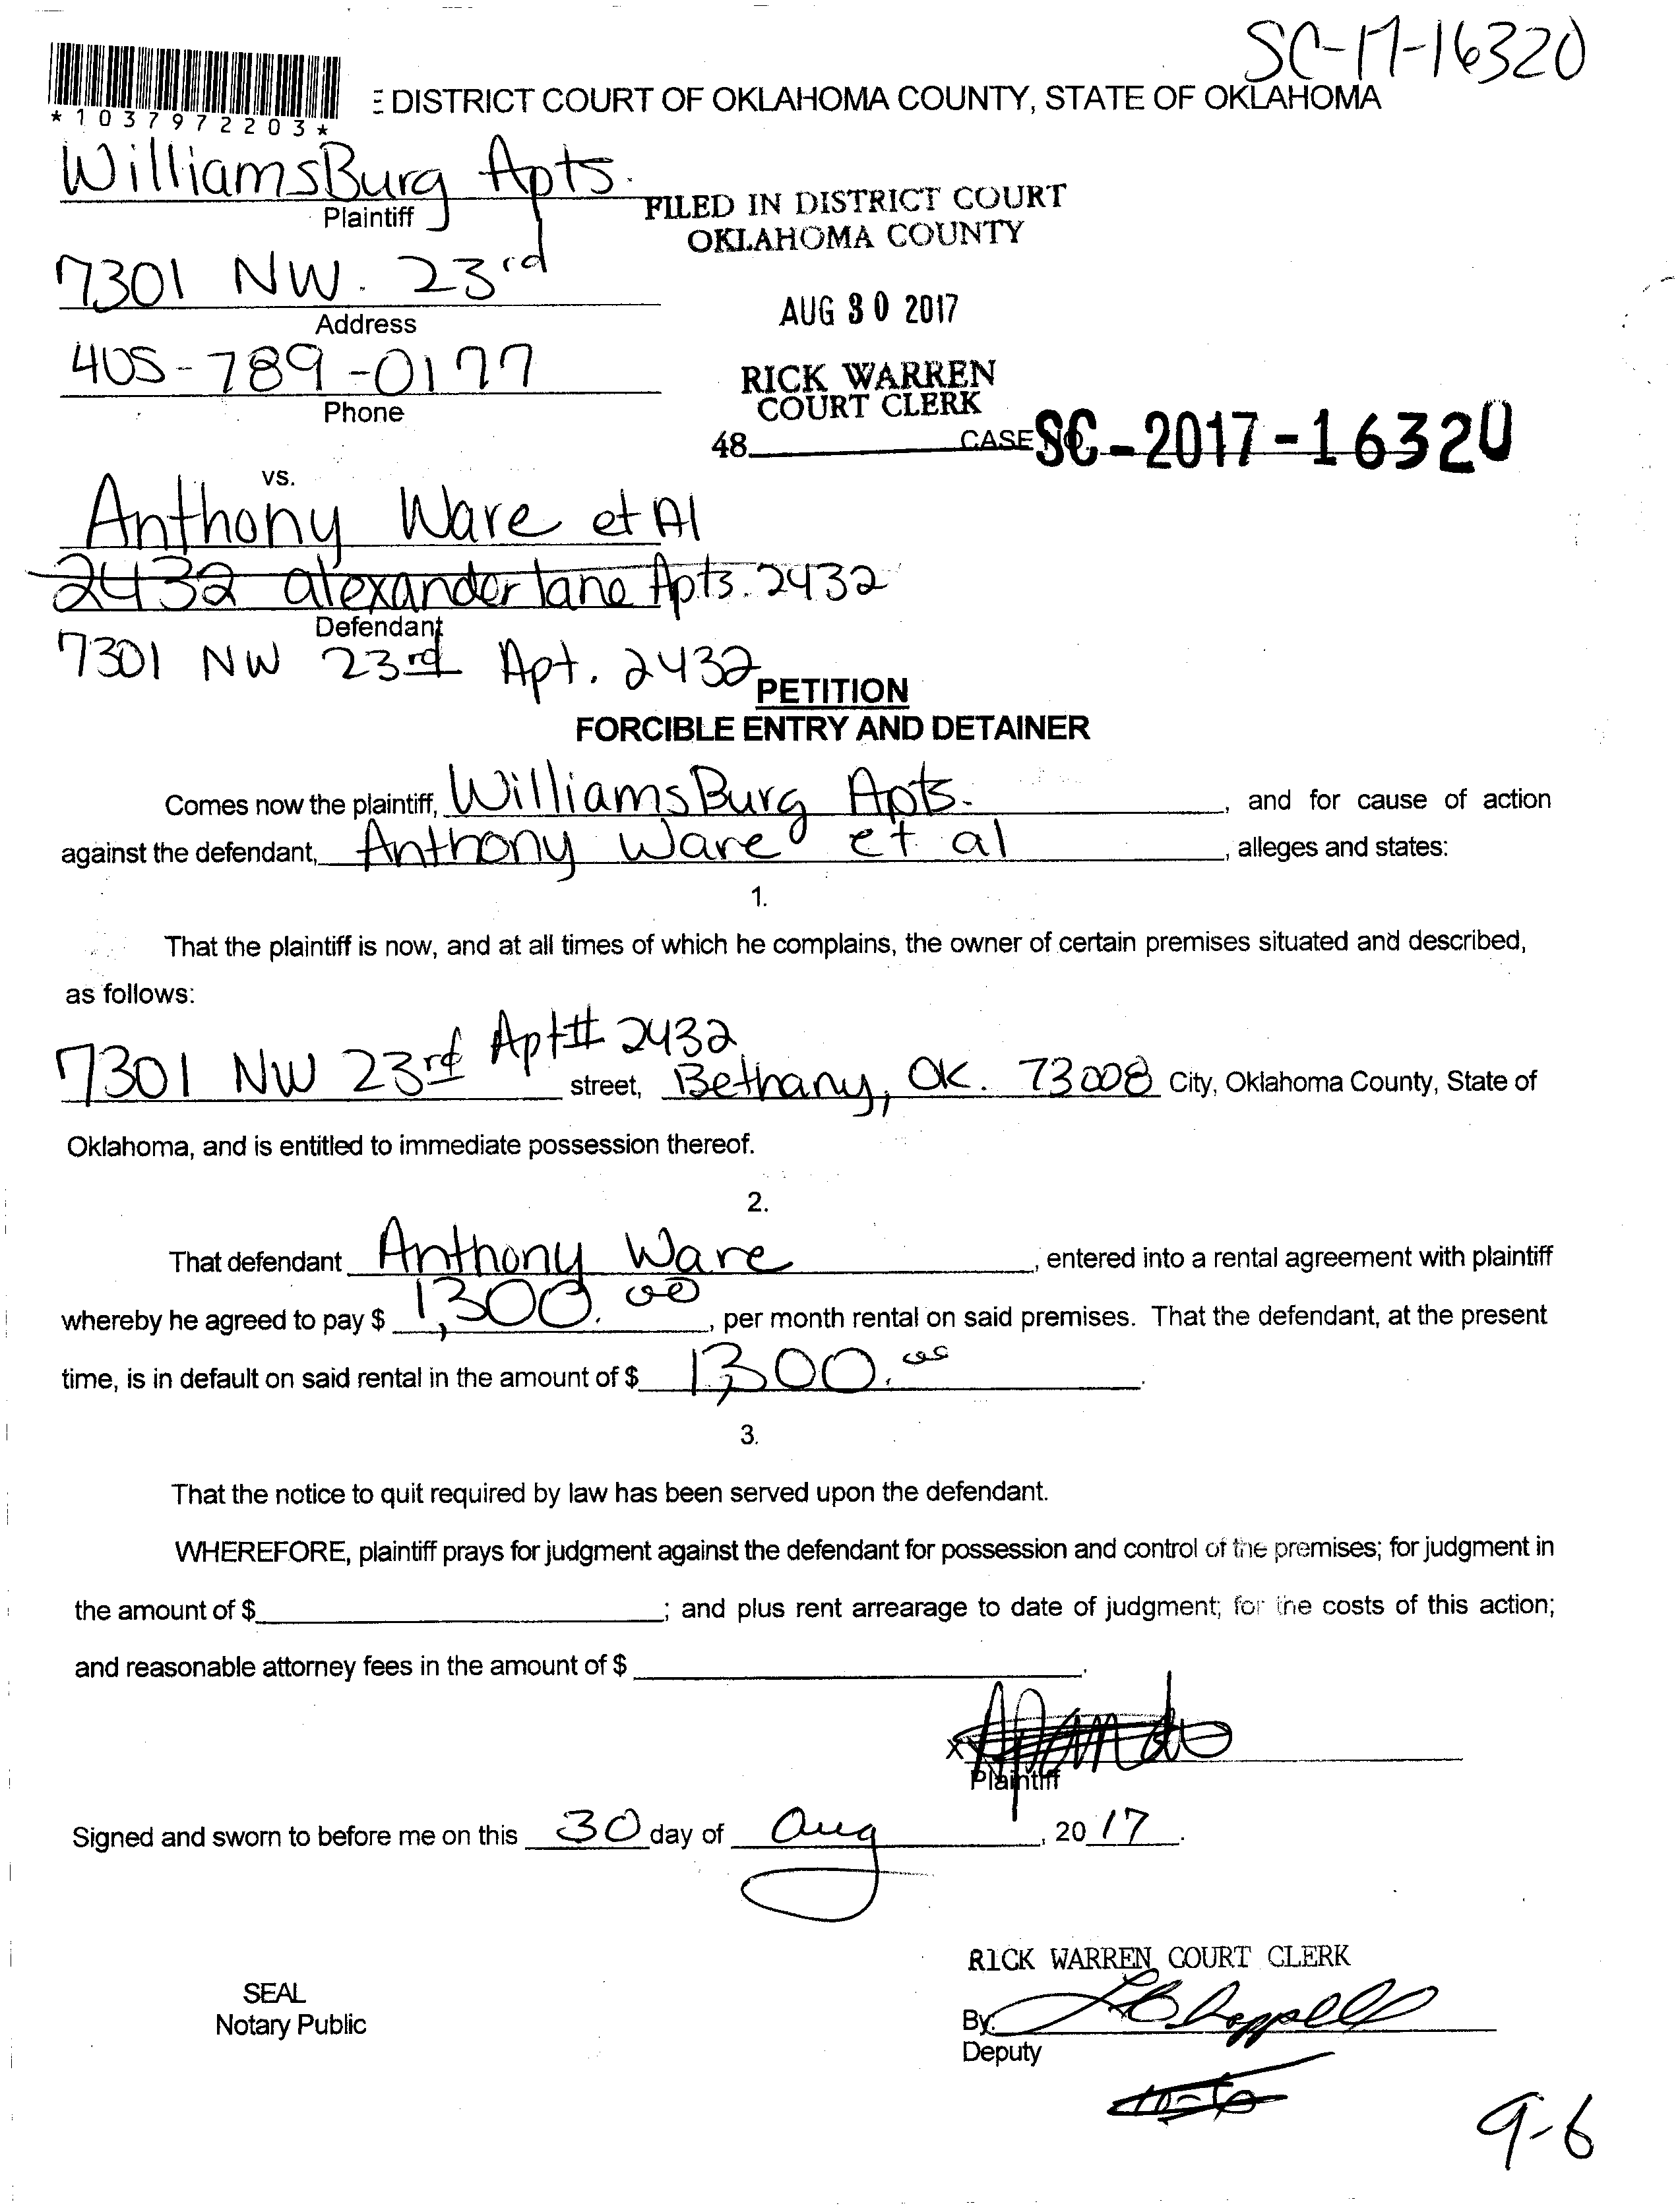 SC-17-16320
DISTRICT COURT OF OKLAHOMA COUNTY, STATE OF OKLAHOMA
*1037972203*
WilliamsBurg Apts.
Plaintiff
FILED IN DISTRICT COURT
OKLAHOMA COUNTY
7301 NW. 23rd
Address
AUG 30 2017
405-789-0177
Phone
RICK WARREN
COURT CLERK
48 CASE NO. SC-2017-16320
vs.
Anthony Ware et Al
2432 alexander lane Apts. 2432
Defendant
7301 NW 23rd Apt. 2432
PETITION
FORCIBLE ENTRY AND DETAINER
Comes now the plaintiff, WilliamsBurg Apts. , and for cause of action
against the defendant, Anthony Ware et al , alleges and states:
1.
That the plaintiff is now, and at all times of which he complains, the owner of certain premises situated and described,
as follows:
7301 NW 23rd Apt# 2432 street, Bethany, OK. 73008 City, Oklahoma County, State of
Oklahoma, and is entitled to immediate possession thereof.
2.
That defendant Anthony Ware , entered into a rental agreement with plaintiff
whereby he agreed to pay $ 1,300.00 , per month rental on said premises. That the defendant, at the present
time, is in default on said rental in the amount of $ 1,300.00 .
3.
That the notice to quit required by law has been served upon the defendant.
WHEREFORE, plaintiff prays for judgment against the defendant for possession and control of the premises; for judgment in
the amount of $ ; and plus rent arrearage to date of judgment; for the costs of this action;
and reasonable attorney fees in the amount of $ .
X
Plaintiff
Signed and sworn to before me on this 30 day of Aug , 20 17 .
RICK WARREN COURT CLERK
SEAL
Notary Public
By:
Deputy
9-6